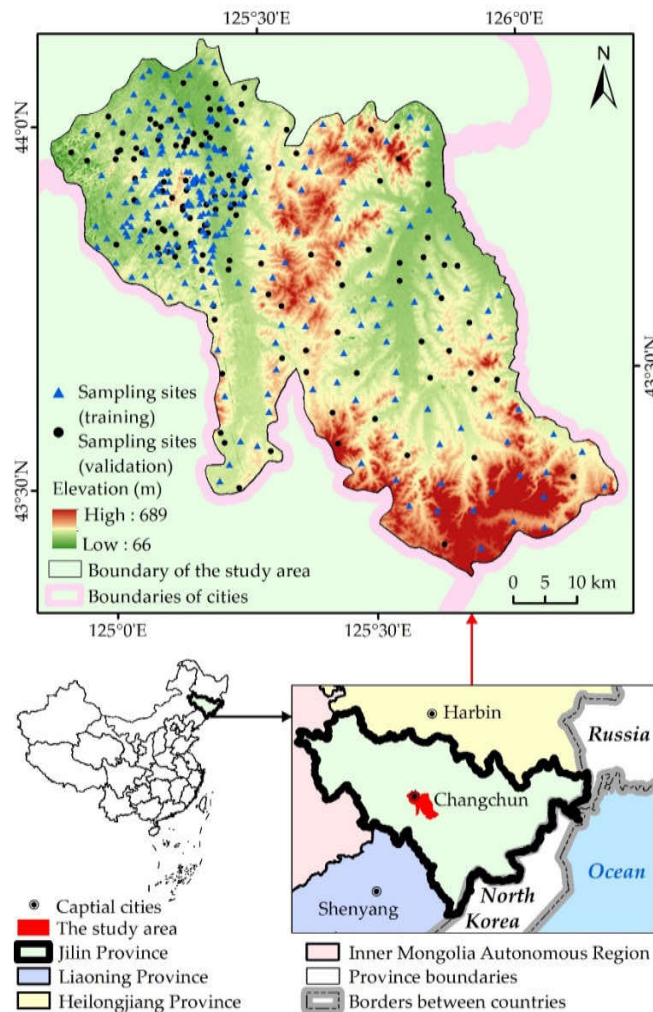 125°30'E
126°0'E
N
44°0'N
43°30'N
Sampling sites
(training)
Sampling sites
(validation)
Elevation (m)
High : 689
Low : 66
Boundary of the study area
Boundaries of cities
43°30'N
0 5 10 km
125°0'E
125°30'E
Harbin
Russia
Changchun
Ocean
North
Korea
Shenyang
Captial cities
The study area
Jilin Province
Liaoning Province
Heilongjiang Province
Inner Mongolia Autonomous Region
Province boundaries
Borders between countries